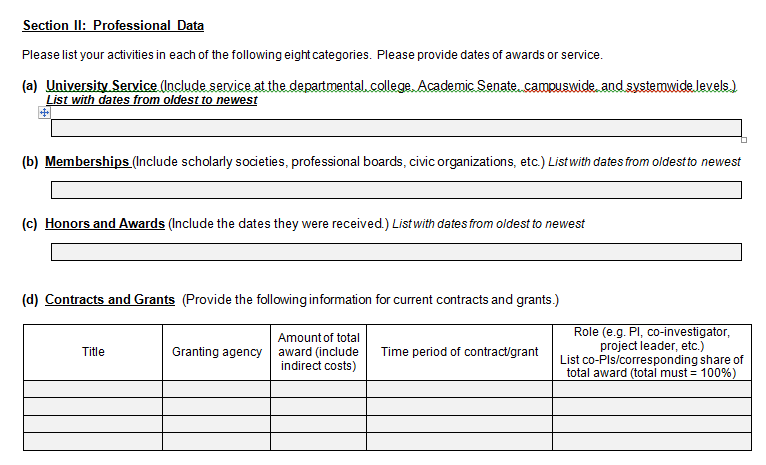 Section II: Professional Data
Please list your activities in each of the following eight categories. Please provide dates of awards or service.
(a) University Service (Include service at the departmental, college, Academic Senate, campuswide, and systemwide levels.)
List with dates from oldest to newest
(b) Memberships (Include scholarly societies, professional boards, civic organizations, etc.) List with dates from oldest to newest
(c) Honors and Awards (Include the dates they were received.) List with dates from oldest to newest
(d) Contracts and Grants (Provide the following information for current contracts and grants.)
Title
Granting agency
Amount of total
award (include
indirect costs)
Time period of contract/grant
Role (e.g. PI, co-investigator,
project leader, etc.)
List co-PIs/corresponding share of
total award (total must = 100%)